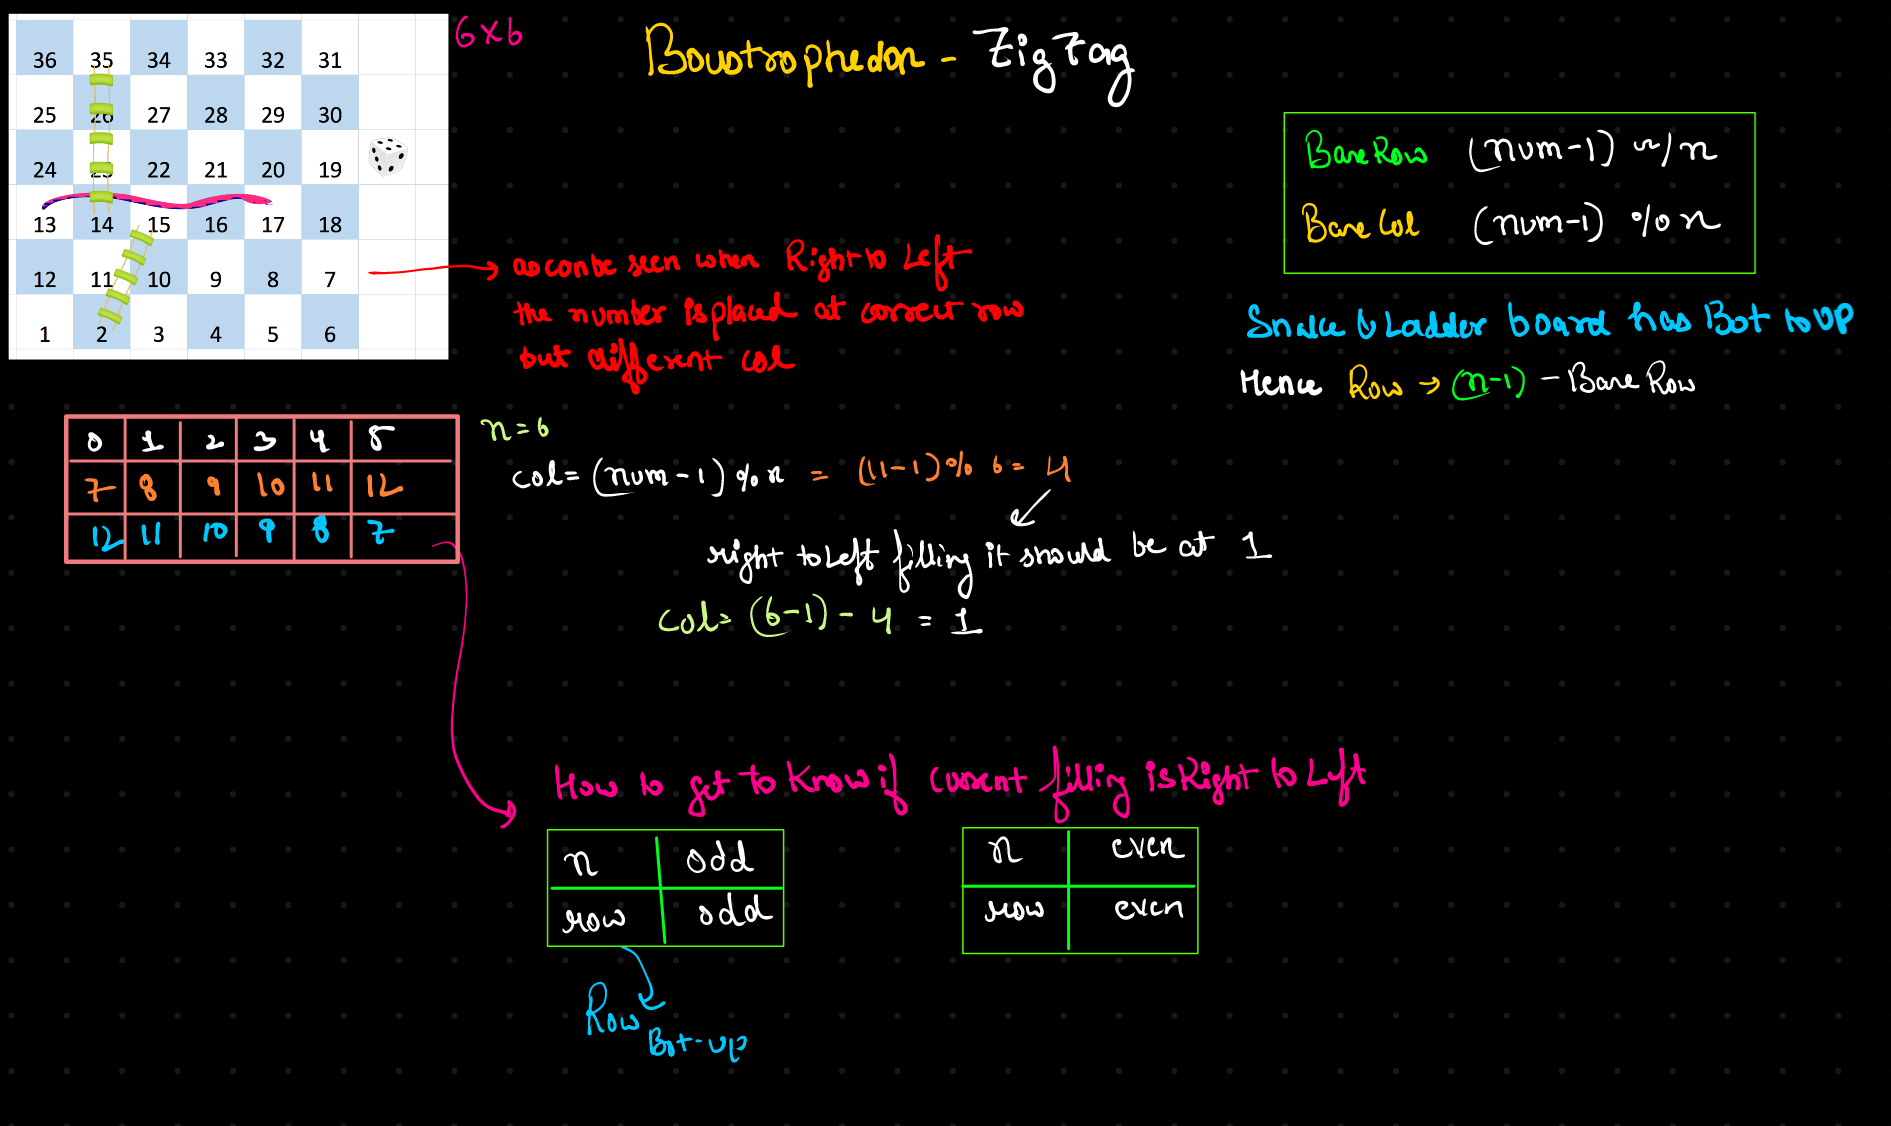 6x6
Boustrophedon - ZigZag
36 35 34 33 32 31
25 26 27 28 29 30
24 23 22 21 20 19
13 14 15 16 17 18
12 11 10 9 8 7
1 2 3 4 5 6
Base Row (num-1) ~/n
Base Col (num-1) % n
as can be seen when Right to Left
the number is placed at correct row
but different col
Snake & Ladder board has Bot to up
Hence Row → (n-1) - Base Row
0 1 2 3 4 5
7 8 9 10 11 12
12 11 10 9 8 7
n = 6
col = (num-1) % n = (11-1) % 6 = 4
right to Left filling it should be at 1
col = (6-1) - 4 = 1
How to get to Know if current filling is Right to Left
n odd
row odd
n even
row even
Row Bot-up